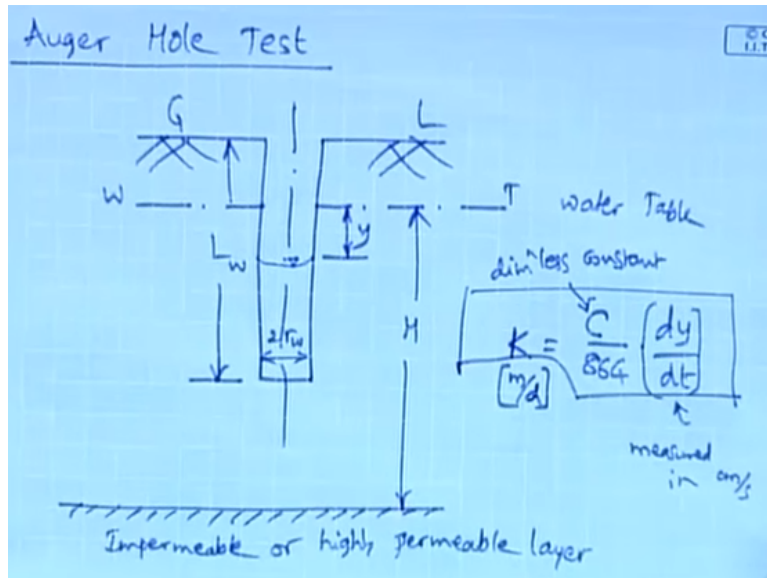 Auger Hole Test
G L
W T water Table
y
Lw
dim'less constant
H
2rw
K = C/864 (dy/dt)
[m/d]
measured
in cm/s
Impermeable or highly permeable layer